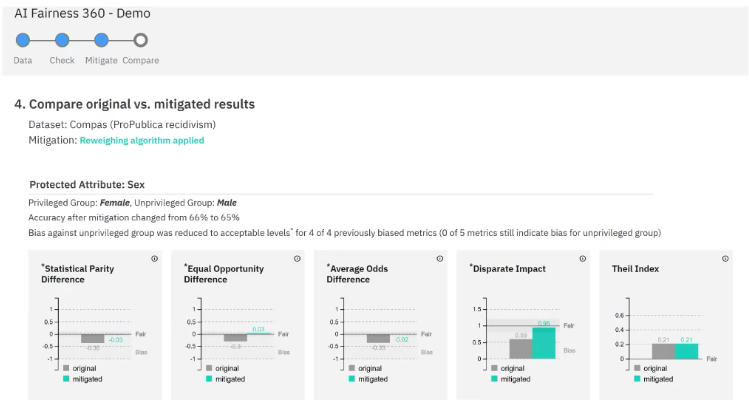 AI Fairness 360 - Demo
Data Check Mitigate Compare
4. Compare original vs. mitigated results
Dataset: Compas (ProPublica recidivism)
Mitigation: Reweighing algorithm applied
Protected Attribute: Sex
Privileged Group: Female, Unprivileged Group: Male
Accuracy after mitigation changed from 66% to 65%
Bias against unprivileged group was reduced to acceptable levels* for 4 of 4 previously biased metrics (0 of 5 metrics still indicate bias for unprivileged group)
*Statistical Parity
Difference
1
0.5
0
-0.5
-1
-0.03
Fair
Bias
original
mitigated
*Equal Opportunity
Difference
1
0.5
0
-0.5
-1
0.03
-0.3
Fair
Bias
original
mitigated
*Average Odds
Difference
1
0.5
0
-0.5
-1
0.02
Fair
Bias
original
mitigated
*Disparate Impact
1.5
1
0.5
0
0.95
Fair
Bias
original
mitigated
Theil Index
0.6
0.4
0.2
0
0.21 0.21
Fair
original
mitigated